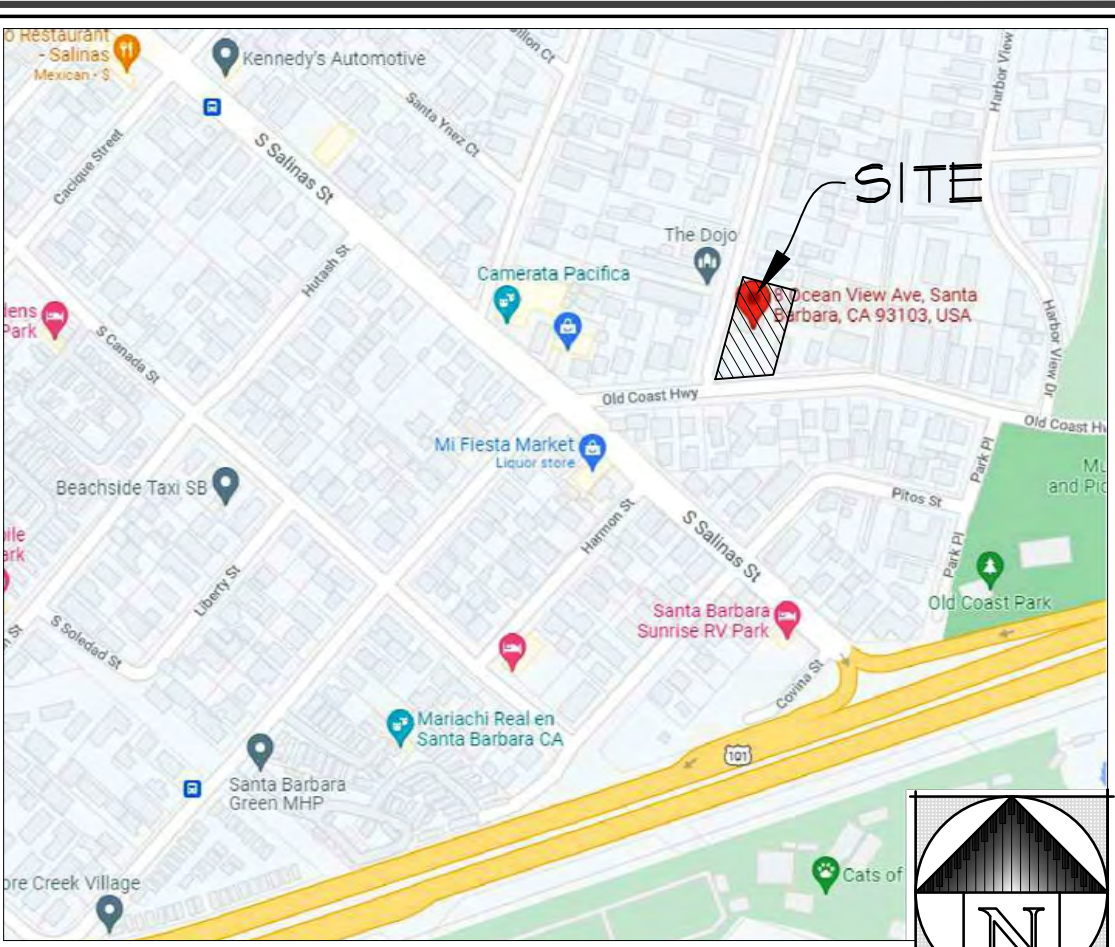 Restaurant
- Salinas
Mexican · $
Kennedy's Automotive
Santa Ynez Ct
Harbor View
Cacique Street
S Salinas St
SITE
The Dojo
Hutash St
Camerata Pacifica
8 Ocean View Ave, Santa
Barbara, CA 93103, USA
Park
S Canada St
Harbor View Dr
Old Coast Hwy
Old Coast
Mi Fiesta Market
Liquor store
Park Pl
Beachside Taxi SB
and
Pitos St
Harmon St
S Salinas St
Park Pl
Liberty St
Old Coast Park
Santa Barbara
Sunrise RV Park
S Soledad St
Covina St
Mariachi Real en
Santa Barbara CA
101
Santa Barbara
Green MHP
Creek Village
Cats of
N